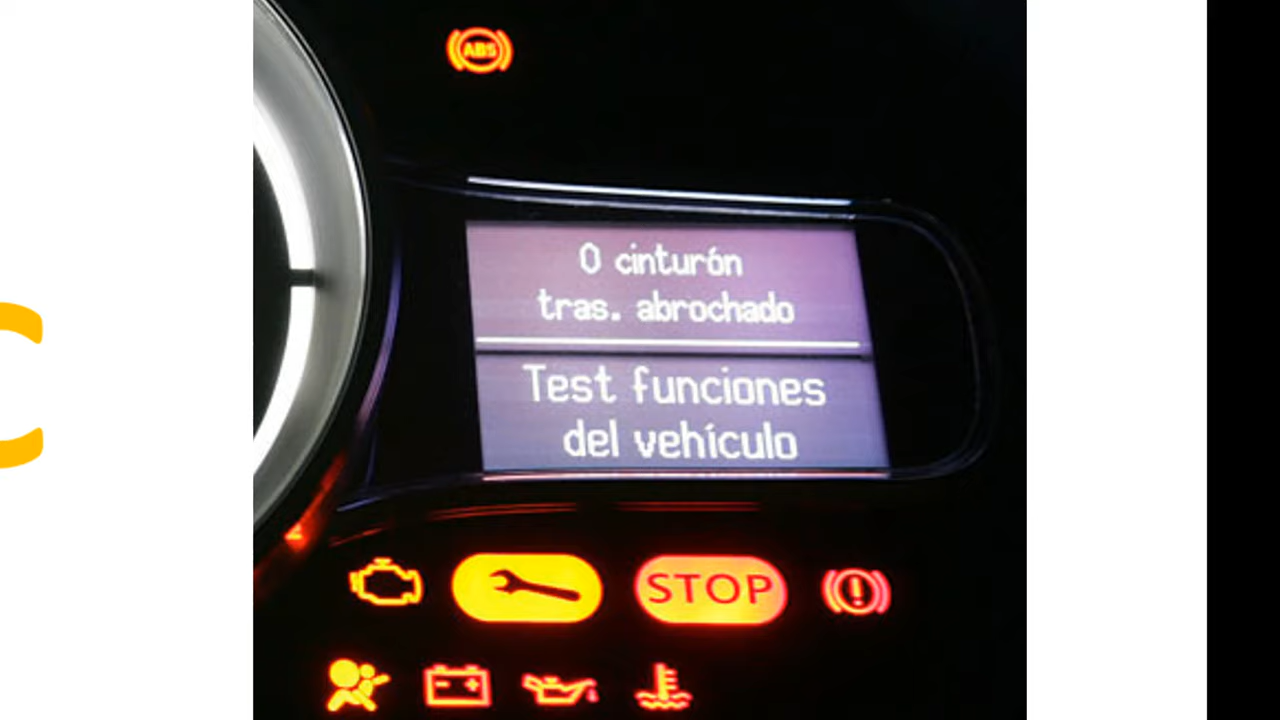 ABS
0 cinturón
tras. abrochado
Test funciones
del vehículo
STOP